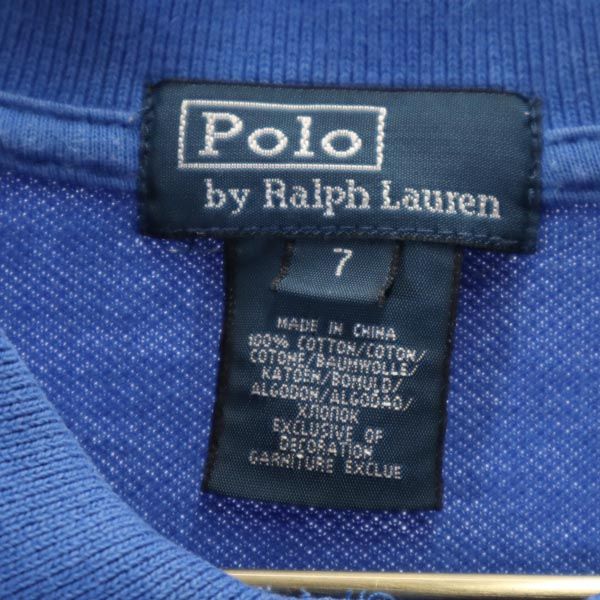 Polo
by Ralph Lauren
7
MADE IN CHINA
100% COTTON/COTON/
COTONE/BAUMWOLLE/
KATOEN/BOMULD/
ALGODON/ALGODAO/
ХЛОПОК
EXCLUSIVE OF
DECORATION
GARNITURE EXCLUE